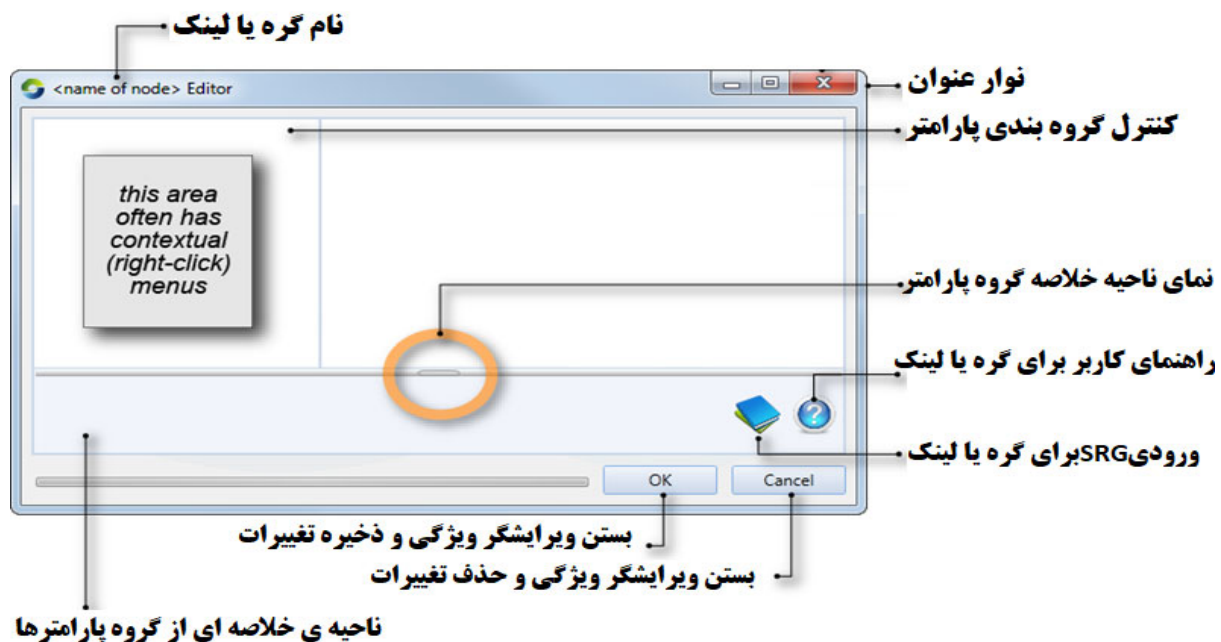 نام گره یا لینک
<name of node> Editor
نوار عنوان
کنترل گروه بندی پارامتر
this area
often has
contextual
(right-click)
menus
نمای ناحیه خلاصه گروه پارامتر
راهنمای کاربر برای گره یا لینک
ورودیSRGبرای گره یا لینک
OK
Cancel
بستن ویرایشگر ویژگی و ذخیره تغییرات
بستن ویرایشگر ویژگی و حذف تغییرات
ناحیه ی خلاصه ای از گروه پارامترها